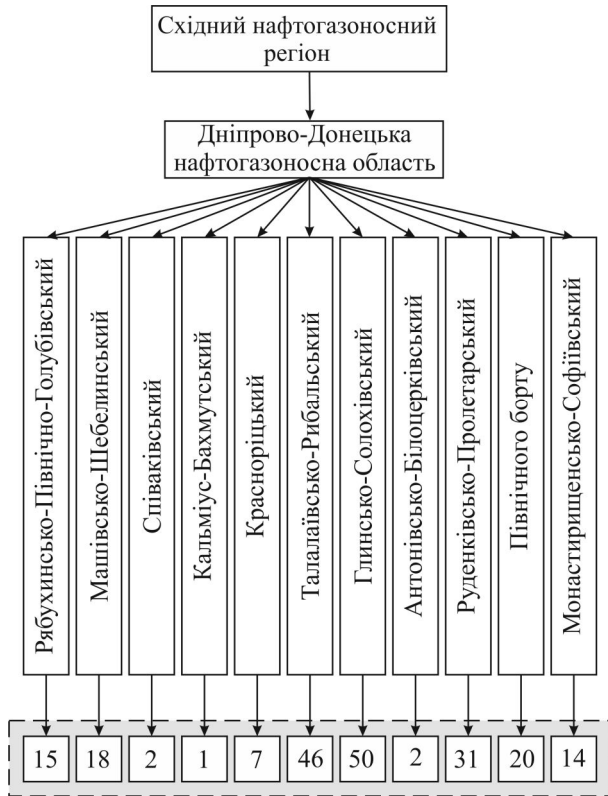 Східний нафтогазоносний
регіон
Дніпрово-Донецька
нафтогазоносна область
Рябухинсько-Північно-Голубівський
Машівсько-Шебелинський
Співаківський
Кальміус-Бахмутський
Красноріцький
Талалаївсько-Рибальський
Глинсько-Солохівський
Антонівсько-Білоцерківський
Руденківсько-Пролетарський
Північного борту
Монастирищенсько-Софіївський
15
18
2
1
7
46
50
2
31
20
14